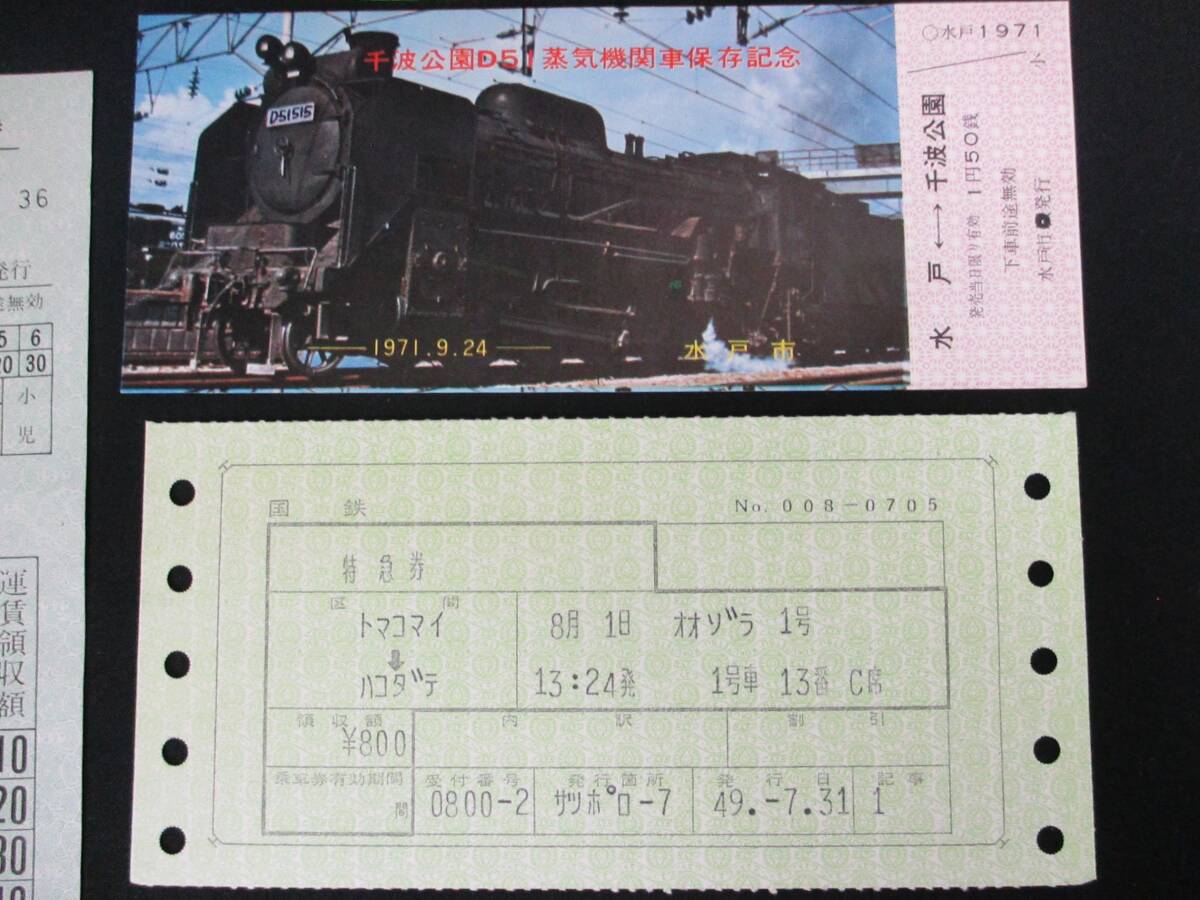 千波公園D51蒸気機関車保存記念
D51515
1971.9.24
水戸市
○水戸1971
小
水戸 ←→ 千波公園
発売当日限り有効 1円50銭
下車前途無効
発行
36
発行
途無効
5 6
20 30
小
児
運賃領収額
10
20
30
国鉄
No. 008-0705
特急券
区間
トマコマイ
8月 1日 オオゾラ 1号
⬇
ハコダテ
13:24発 1号車 13番 C席
領収額 内訳 割引
¥800
乗車券有効期間 受付番号 発行箇所 発行日 記事
間 0800-2 サツポロ-7 49.-7.31 1